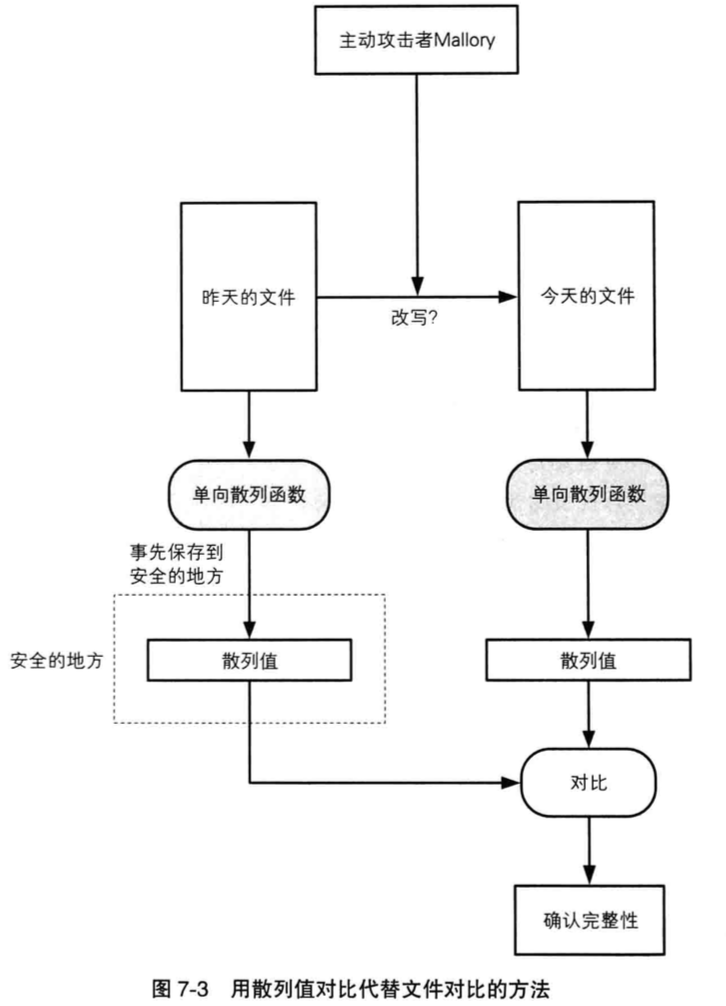 主动攻击者Mallory
昨天的文件
改写?
今天的文件
单向散列函数
单向散列函数
事先保存到
安全的地方
安全的地方
散列值
散列值
对比
确认完整性
图 7-3 用散列值对比代替文件对比的方法